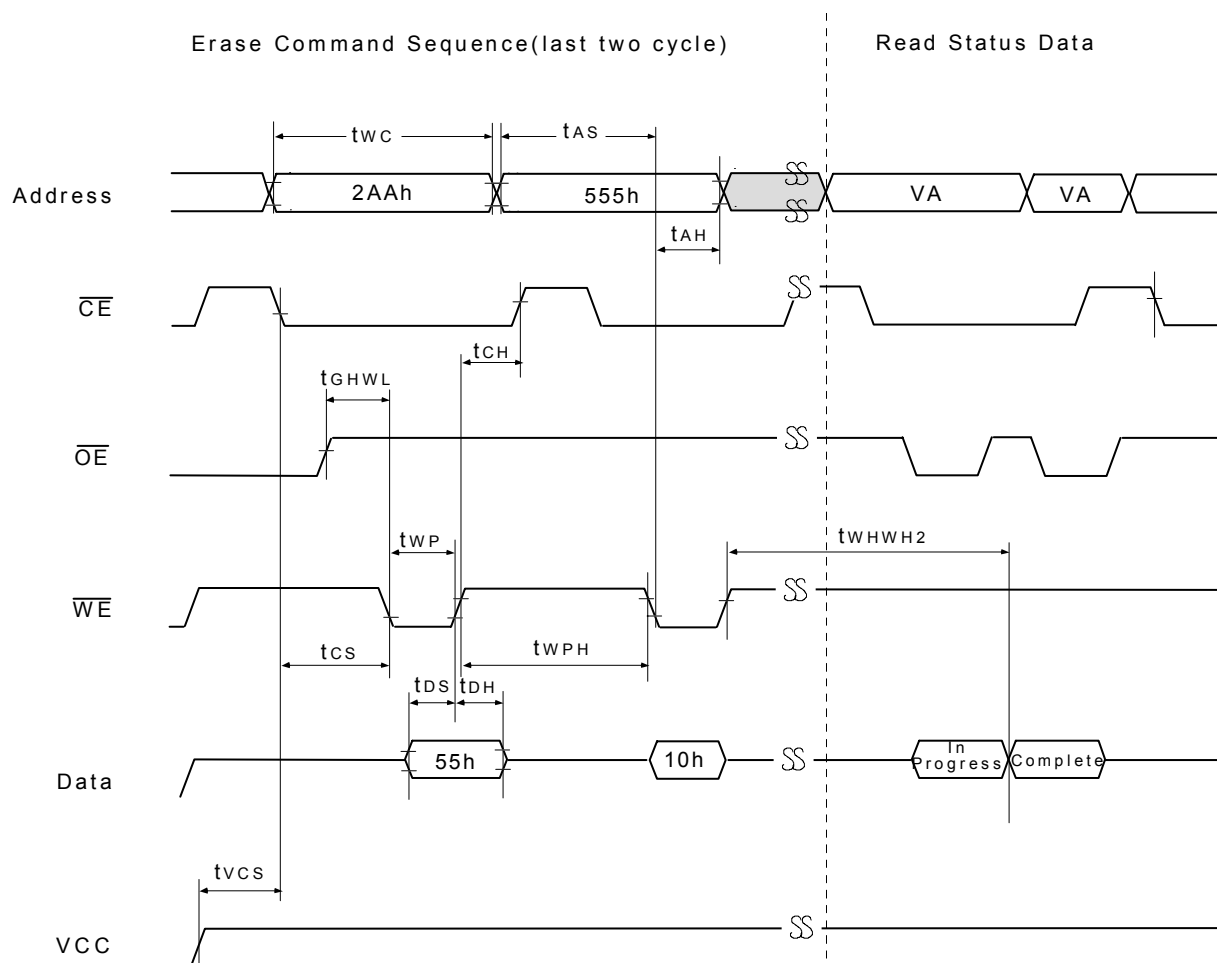 Erase Command Sequence(last two cycle) Read Status Data
tWC tAS
Address 2AAh 555h VA VA
tAH
CE
tCH
tGHWL
OE
tWP tWHWH2
WE
tCS tWPH
tDS tDH
Data 55h 10h In Progress Complete
tVCS
VCC